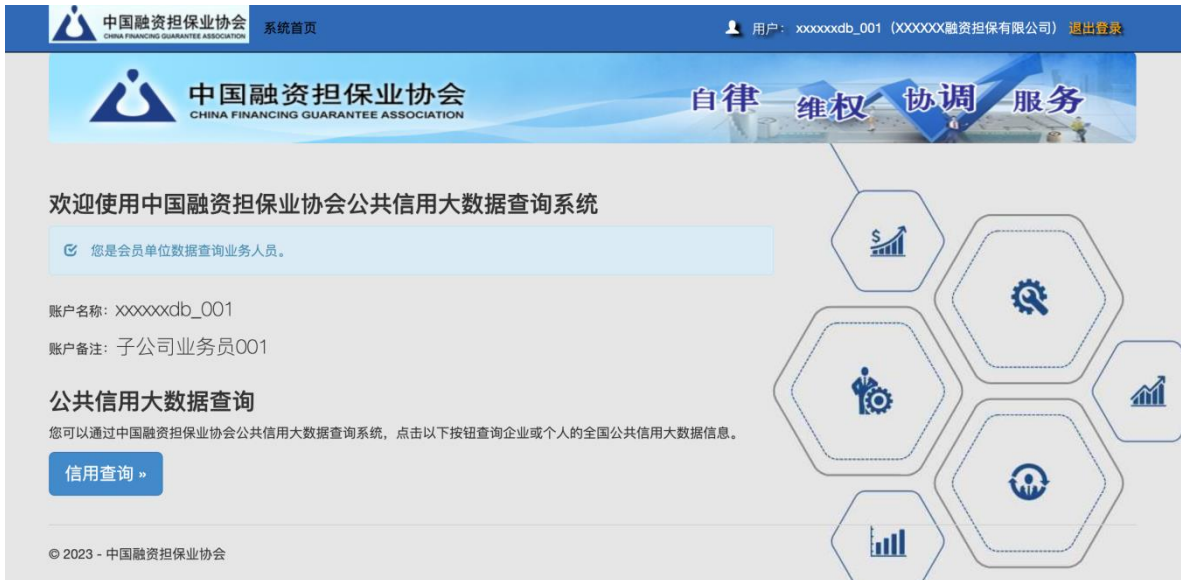 中国融资担保业协会
CHINA FINANCING GUARANTEE ASSOCIATION
系统首页
用户: xxxxxxdb_001（XXXXXX融资担保有限公司） 退出登录
中国融资担保业协会
CHINA FINANCING GUARANTEE ASSOCIATION
自律 维权 协调 服务
欢迎使用中国融资担保业协会公共信用大数据查询系统
您是会员单位数据查询业务人员。
账户名称: xxxxxxdb_001
账户备注: 子公司业务员001
公共信用大数据查询
您可以通过中国融资担保业协会公共信用大数据查询系统，点击以下按钮查询企业或个人的全国公共信用大数据信息。
信用查询 »
© 2023 - 中国融资担保业协会